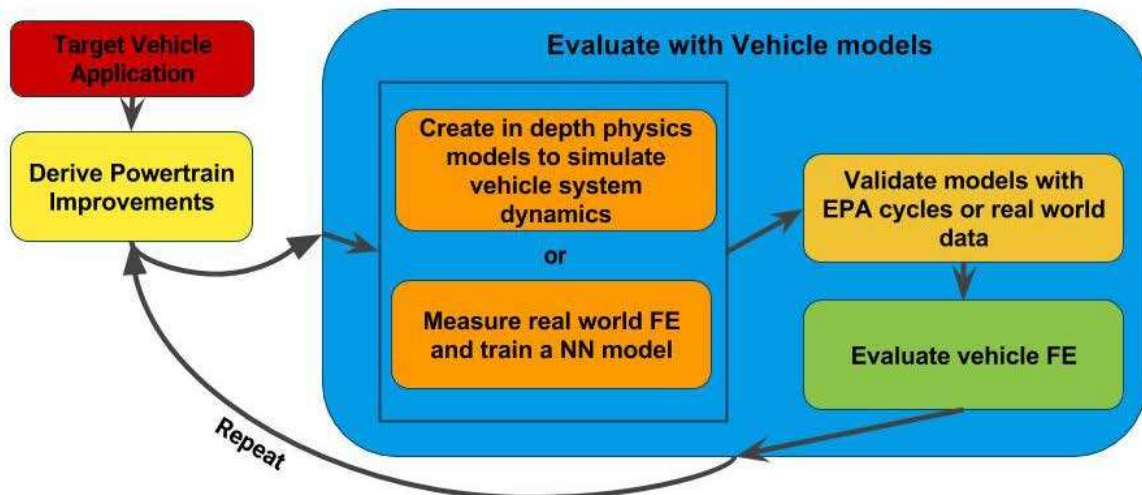 Target Vehicle
Application
Derive Powertrain
Improvements
Evaluate with Vehicle models
Create in depth physics
models to simulate
vehicle system
dynamics
or
Measure real world FE
and train a NN model
Validate models with
EPA cycles or real world
data
Evaluate vehicle FE
Repeat